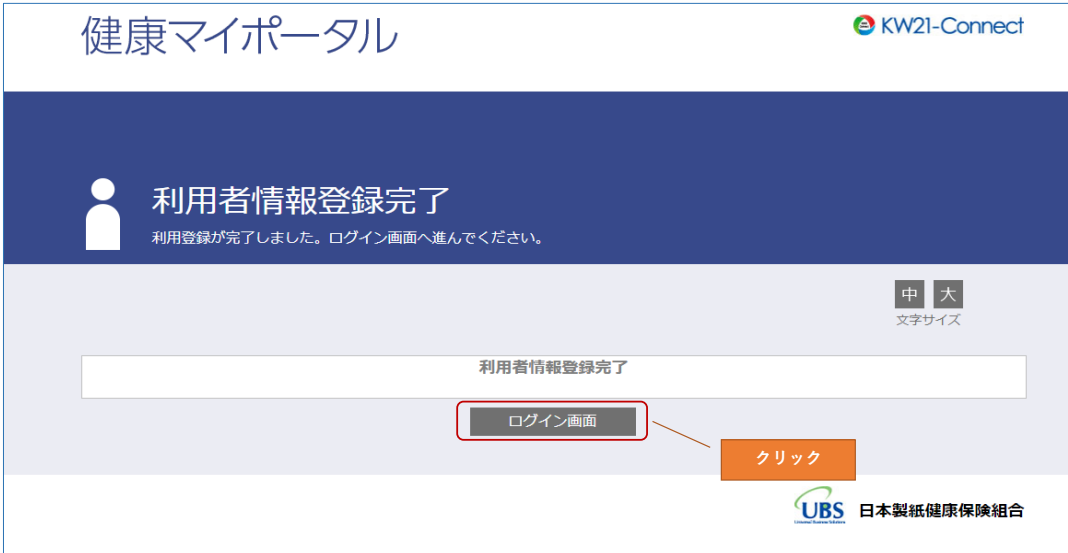 健康マイポータル
KW21-Connect
利用者情報登録完了
利用登録が完了しました。ログイン画面へ進んでください。
中 大
文字サイズ
利用者情報登録完了
ログイン画面
クリック
UBS
Universal Business Solutions
日本製紙健康保険組合